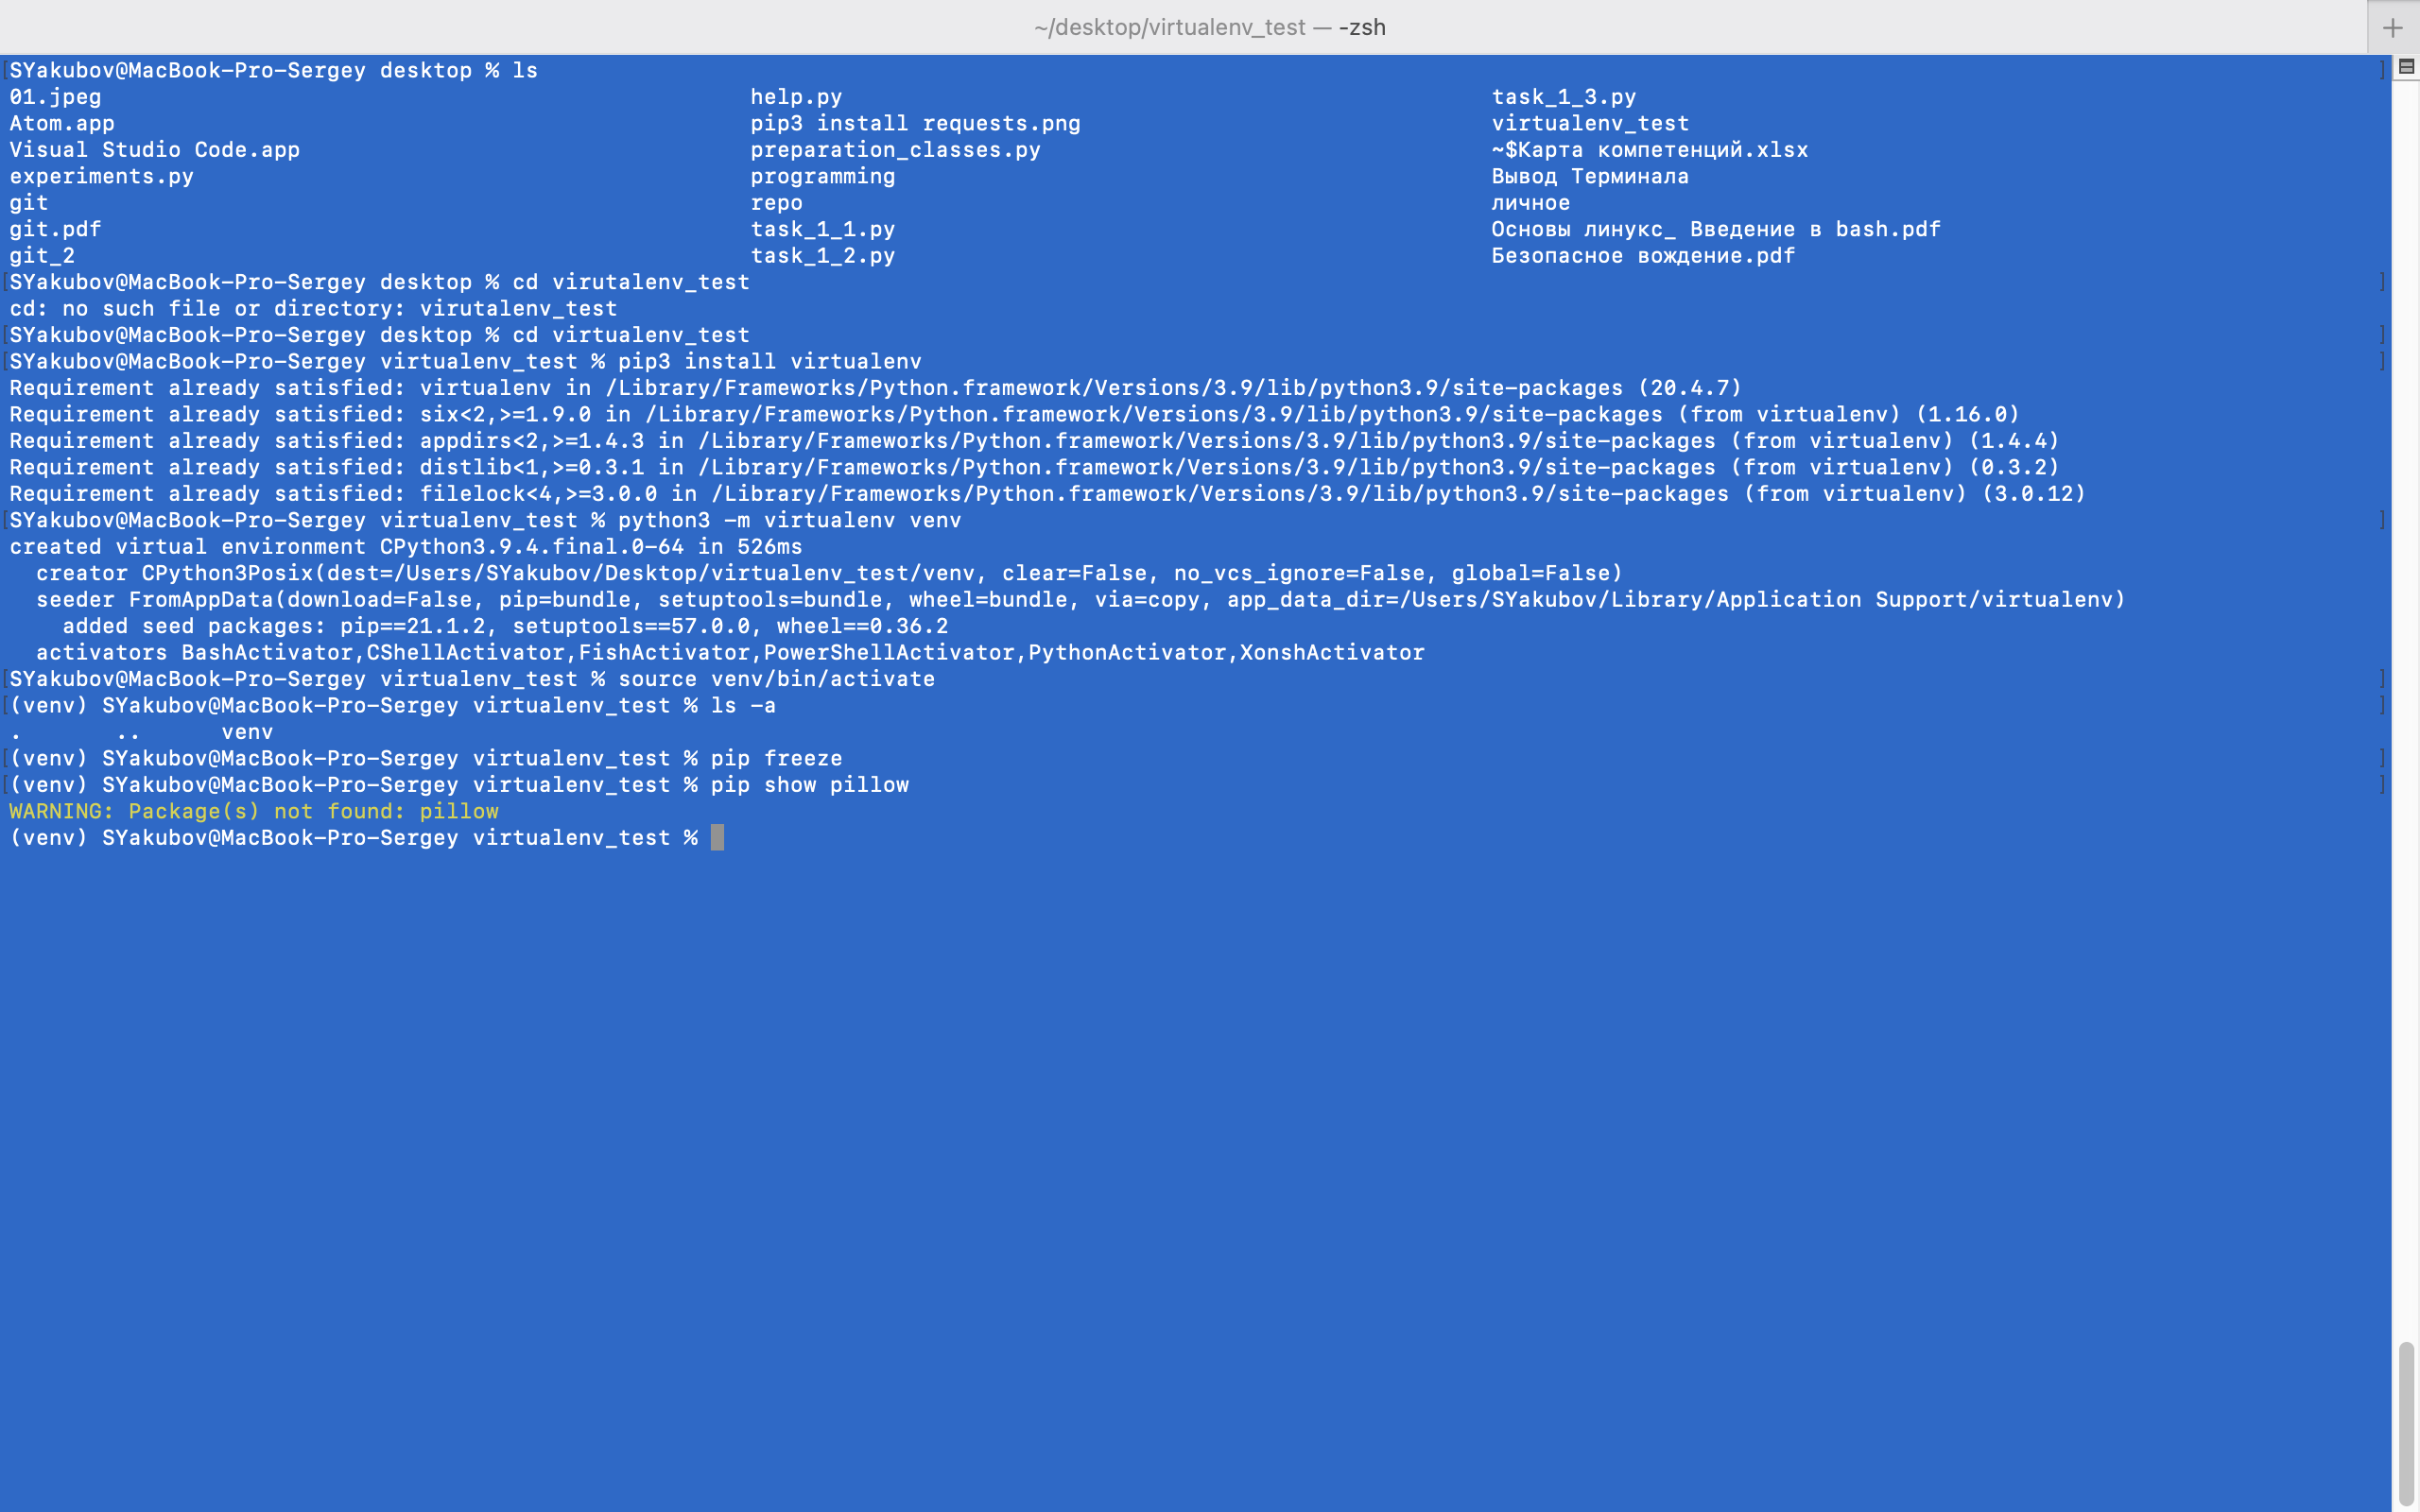 ~/desktop/virtualenv_test — -zsh
SYakubov@MacBook-Pro-Sergey desktop % ls
01.jpeg help.py task_1_3.py
Atom.app pip3 install requests.png virtualenv_test
Visual Studio Code.app preparation_classes.py ~$Карта компетенций.xlsx
experiments.py programming Вывод Терминала
git repo личное
git.pdf task_1_1.py Основы линукс_ Введение в bash.pdf
git_2 task_1_2.py Безопасное вождение.pdf
SYakubov@MacBook-Pro-Sergey desktop % cd virutalenv_test
cd: no such file or directory: virutalenv_test
SYakubov@MacBook-Pro-Sergey desktop % cd virtualenv_test
SYakubov@MacBook-Pro-Sergey virtualenv_test % pip3 install virtualenv
Requirement already satisfied: virtualenv in /Library/Frameworks/Python.framework/Versions/3.9/lib/python3.9/site-packages (20.4.7)
Requirement already satisfied: six<2,>=1.9.0 in /Library/Frameworks/Python.framework/Versions/3.9/lib/python3.9/site-packages (from virtualenv) (1.16.0)
Requirement already satisfied: appdirs<2,>=1.4.3 in /Library/Frameworks/Python.framework/Versions/3.9/lib/python3.9/site-packages (from virtualenv) (1.4.4)
Requirement already satisfied: distlib<1,>=0.3.1 in /Library/Frameworks/Python.framework/Versions/3.9/lib/python3.9/site-packages (from virtualenv) (0.3.2)
Requirement already satisfied: filelock<4,>=3.0.0 in /Library/Frameworks/Python.framework/Versions/3.9/lib/python3.9/site-packages (from virtualenv) (3.0.12)
SYakubov@MacBook-Pro-Sergey virtualenv_test % python3 -m virtualenv venv
created virtual environment CPython3.9.4.final.0-64 in 526ms
  creator CPython3Posix(dest=/Users/SYakubov/Desktop/virtualenv_test/venv, clear=False, no_vcs_ignore=False, global=False)
  seeder FromAppData(download=False, pip=bundle, setuptools=bundle, wheel=bundle, via=copy, app_data_dir=/Users/SYakubov/Library/Application Support/virtualenv)
    added seed packages: pip==21.1.2, setuptools==57.0.0, wheel==0.36.2
  activators BashActivator,CShellActivator,FishActivator,PowerShellActivator,PythonActivator,XonshActivator
SYakubov@MacBook-Pro-Sergey virtualenv_test % source venv/bin/activate
(venv) SYakubov@MacBook-Pro-Sergey virtualenv_test % ls -a
. .. venv
(venv) SYakubov@MacBook-Pro-Sergey virtualenv_test % pip freeze
(venv) SYakubov@MacBook-Pro-Sergey virtualenv_test % pip show pillow
WARNING: Package(s) not found: pillow
(venv) SYakubov@MacBook-Pro-Sergey virtualenv_test %